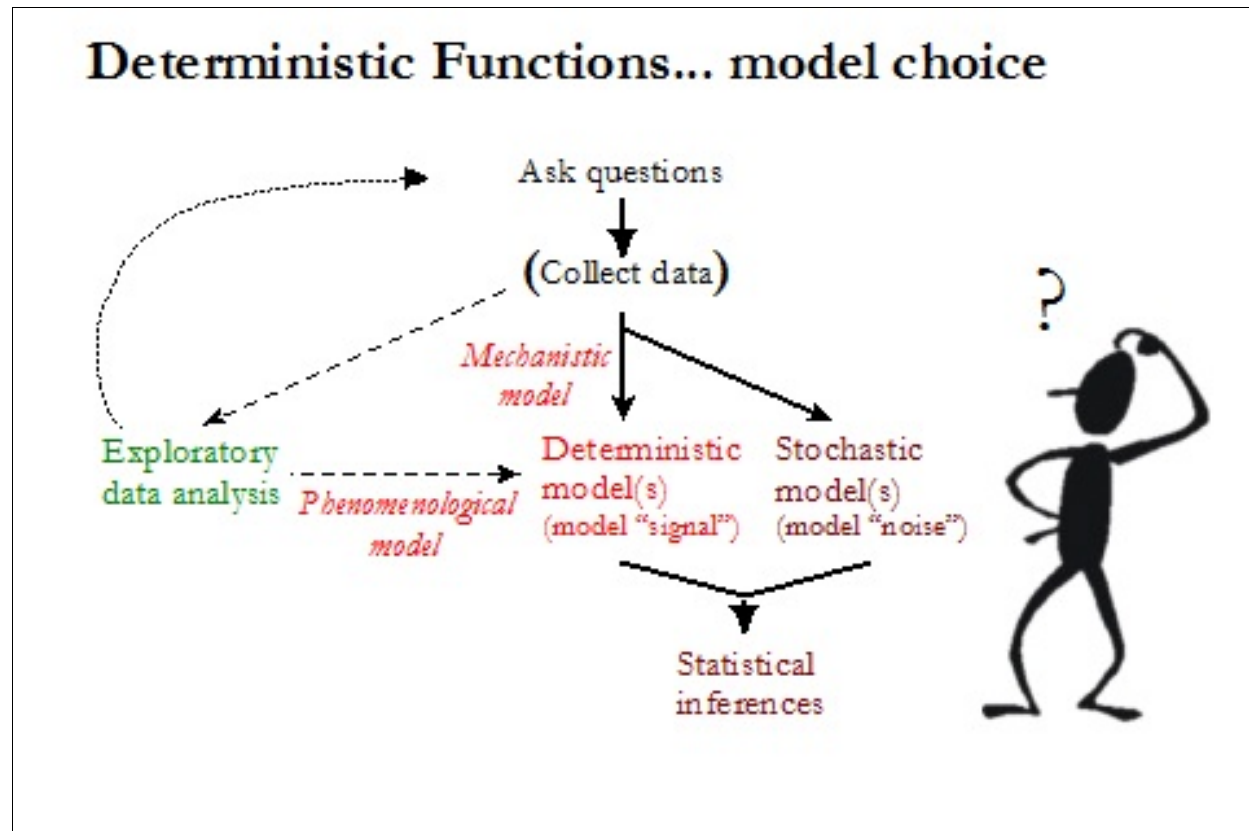 Deterministic Functions... model choice
Ask questions
(Collect data)
?
Mechanistic
model
Exploratory
data analysis
Phenomenological
model
Deterministic
model(s)
(model “signal”)
Stochastic
model(s)
(model “noise”)
Statistical
inferences